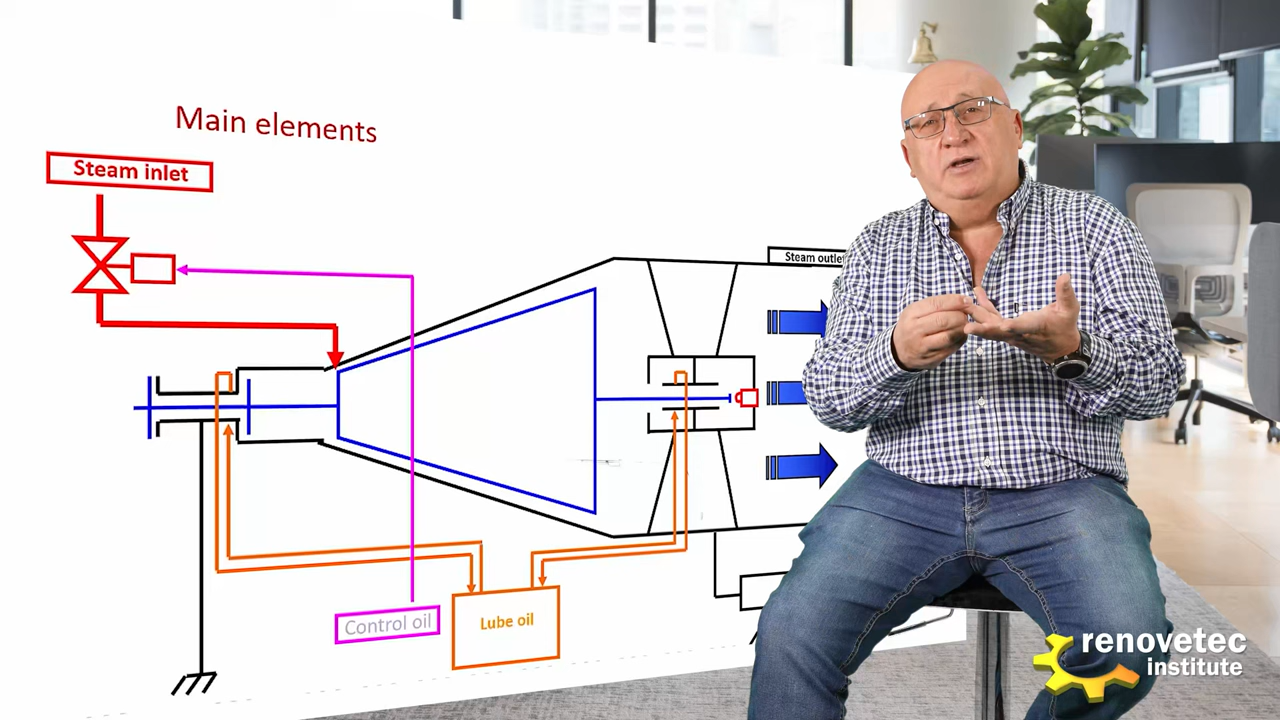 Main elements
Steam inlet
Steam outlet
Control oil
Lube oil
renovetec
institute